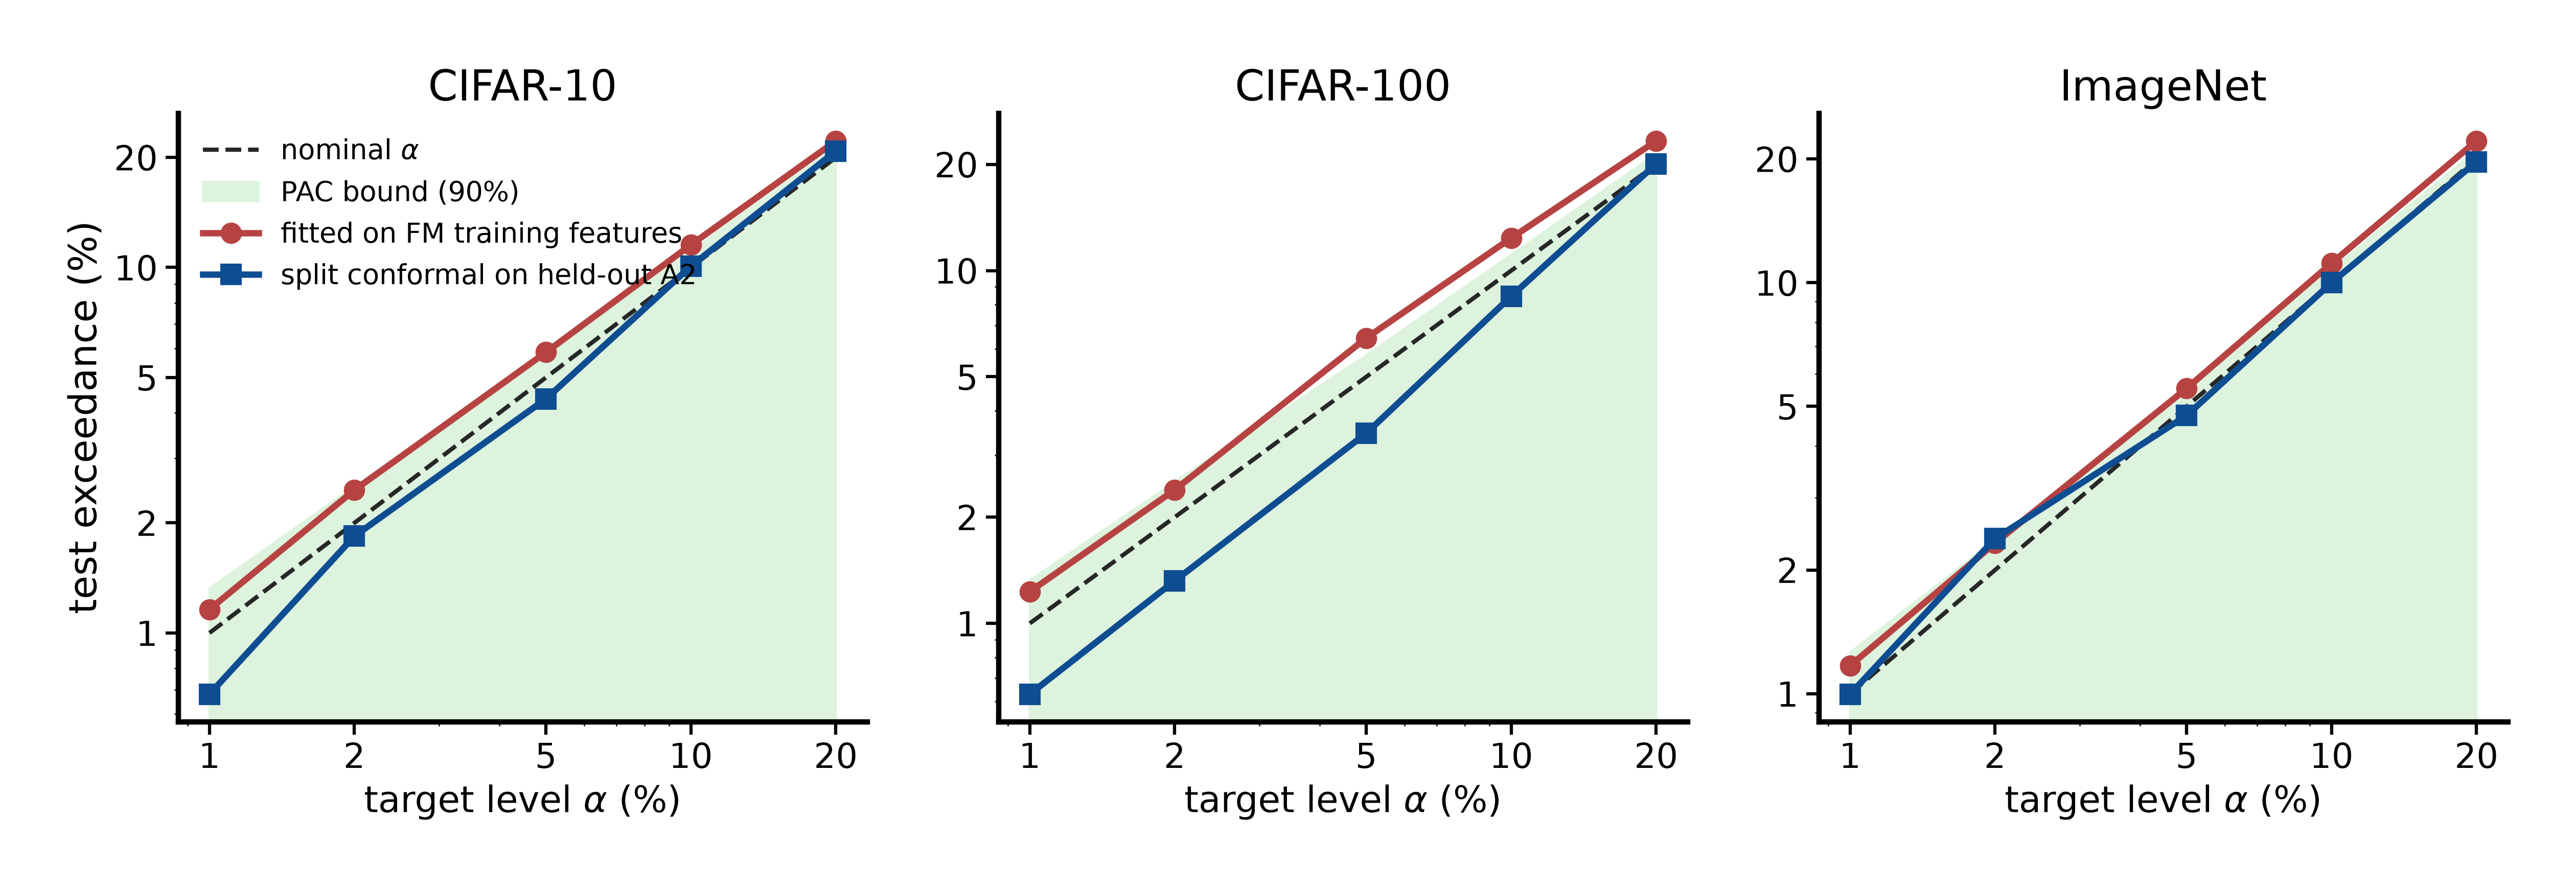 CIFAR-10
nominal α
PAC bound (90%)
fitted on FM training features
split conformal on held-out A2
test exceedance (%)
20
10
5
2
1
1 2 5 10 20
target level α (%)
CIFAR-100
20
10
5
2
1
1 2 5 10 20
target level α (%)
ImageNet
20
10
5
2
1
1 2 5 10 20
target level α (%)